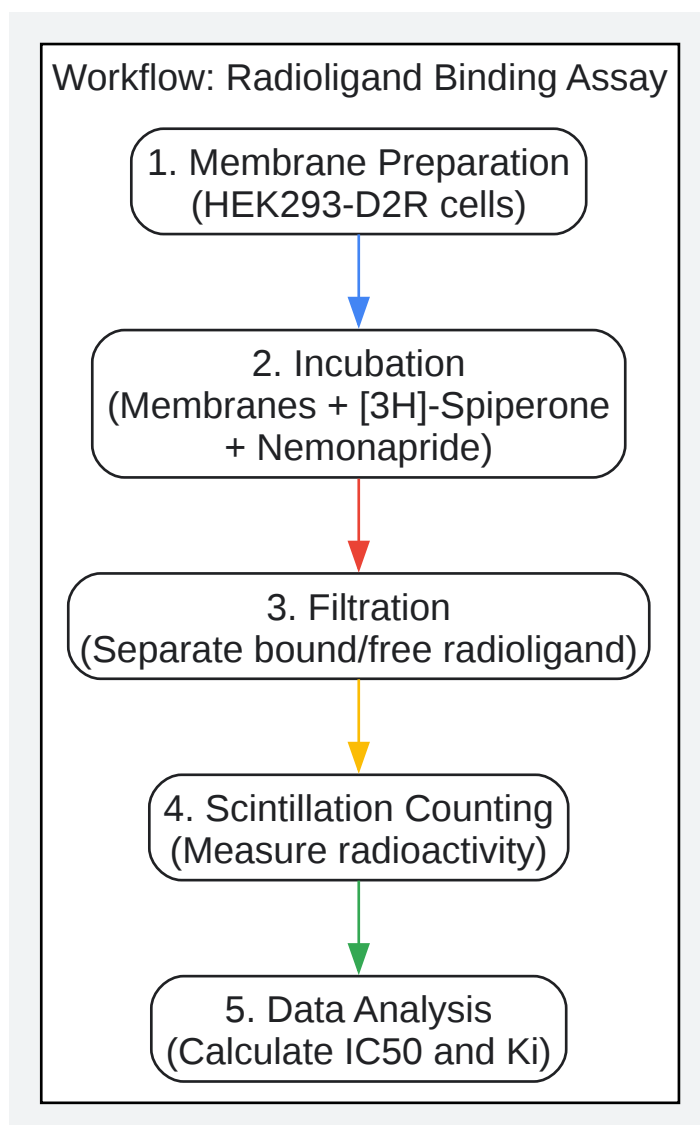 Workflow: Radioligand Binding Assay
1. Membrane Preparation
(HEK293-D2R cells)
2. Incubation
(Membranes + [3H]-Spiperone
+ Nemonapride)
3. Filtration
(Separate bound/free radioligand)
4. Scintillation Counting
(Measure radioactivity)
5. Data Analysis
(Calculate IC50 and Ki)